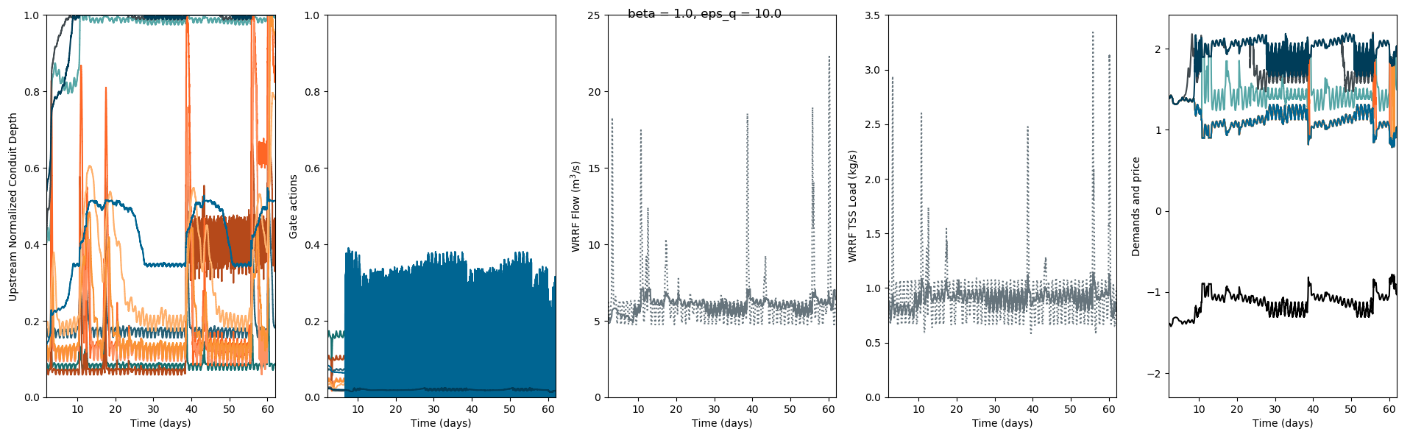 beta = 1.0, eps_q = 10.0
Upstream Normalized Conduit Depth
1.0
0.8
0.6
0.4
0.2
0.0
10 20 30 40 50 60
Time (days)
Gate actions
1.0
0.8
0.6
0.4
0.2
0.0
10 20 30 40 50 60
Time (days)
WRRF Flow (m³/s)
25
20
15
10
5
0
10 20 30 40 50 60
Time (days)
WRRF TSS Load (kg/s)
3.5
3.0
2.5
2.0
1.5
1.0
0.5
0.0
10 20 30 40 50 60
Time (days)
Demands and price
2
1
0
−1
−2
10 20 30 40 50 60
Time (days)